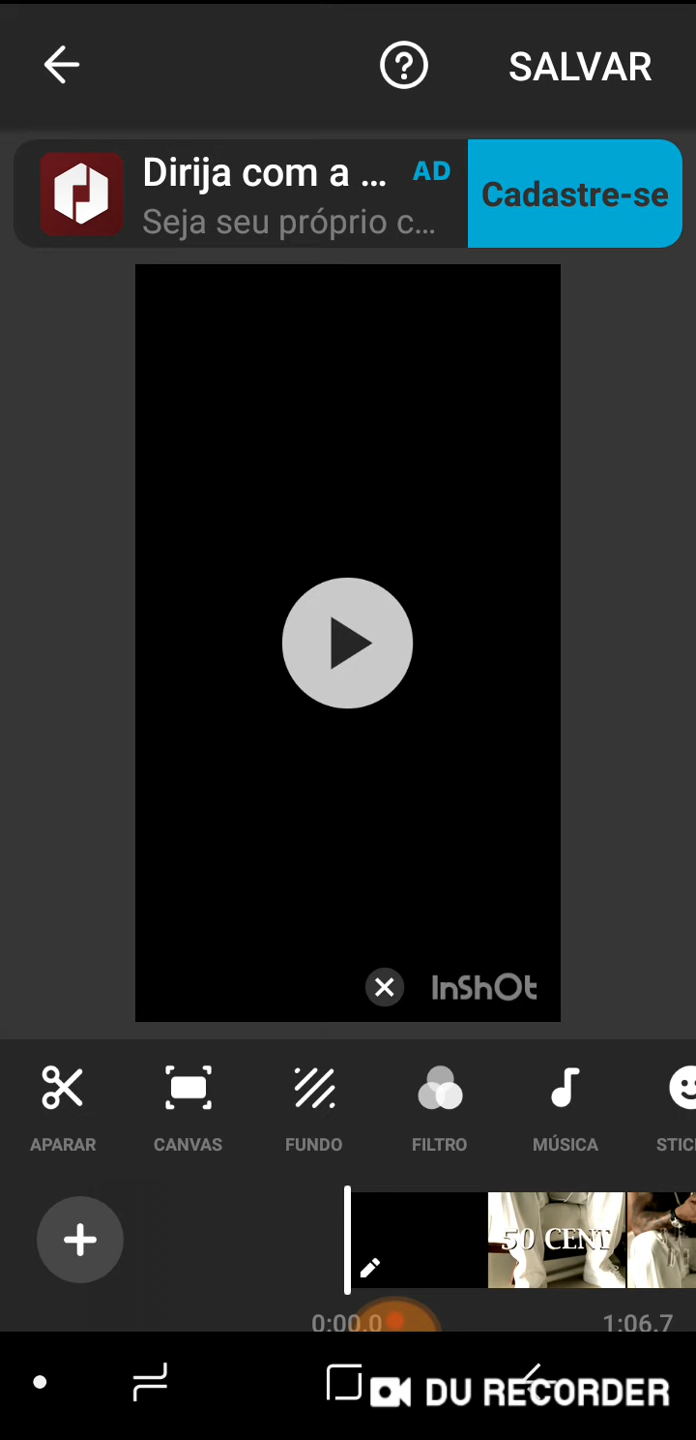 SALVAR
Dirija com a ...
AD
Seja seu próprio c...
Cadastre-se
InShOt
APARAR
CANVAS
FUNDO
FILTRO
MÚSICA
STIC
50 CENT
0:00.0
1:06.7
DU RECORDER